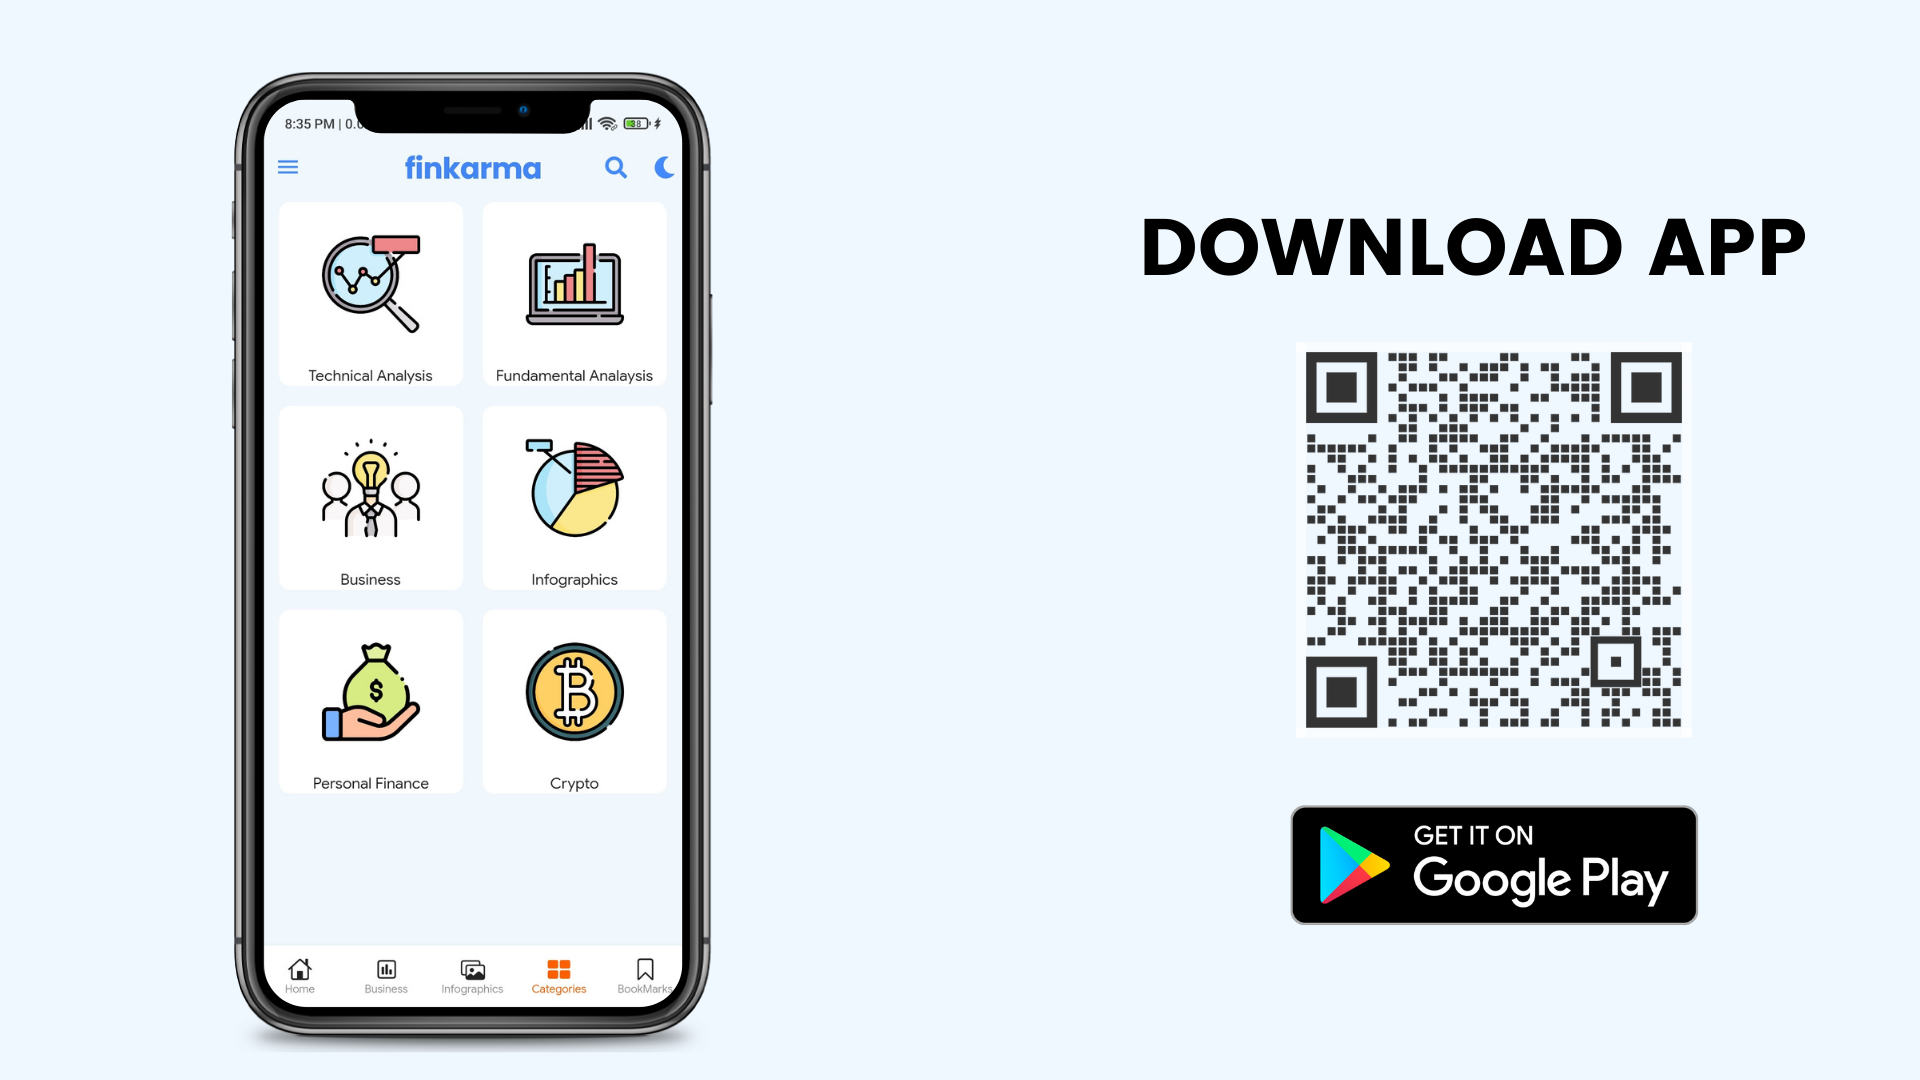 8:35 PM | 0.
38
finkarma
Technical Analysis
Fundamental Analaysis
Business
Infographics
$
Personal Finance
Crypto
Home
Business
Infographics
Categories
BookMarks
DOWNLOAD APP
GET IT ON
Google Play